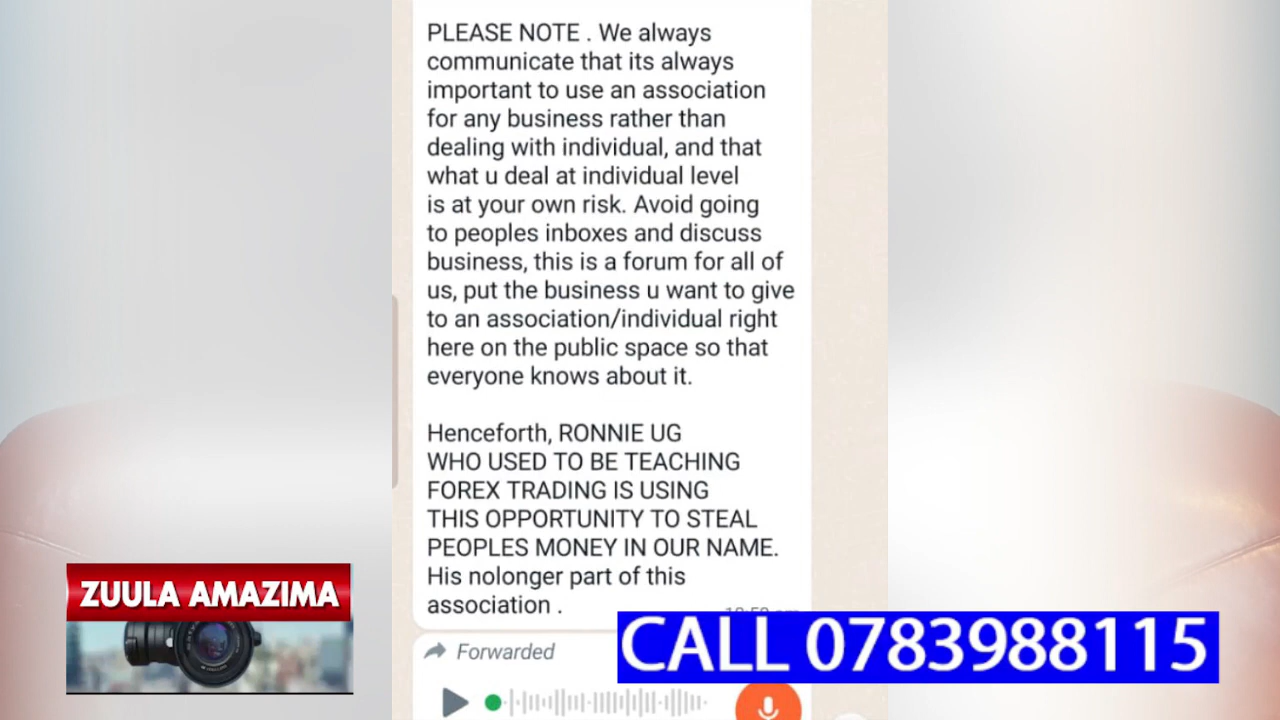 PLEASE NOTE . We always
communicate that its always
important to use an association
for any business rather than
dealing with individual, and that
what u deal at individual level
is at your own risk. Avoid going
to peoples inboxes and discuss
business, this is a forum for all of
us, put the business u want to give
to an association/individual right
here on the public space so that
everyone knows about it.
Henceforth, RONNIE UG
WHO USED TO BE TEACHING
FOREX TRADING IS USING
THIS OPPORTUNITY TO STEAL
PEOPLES MONEY IN OUR NAME.
His nolonger part of this
association .
Forwarded
ZUULA AMAZIMA
CALL 0783988115